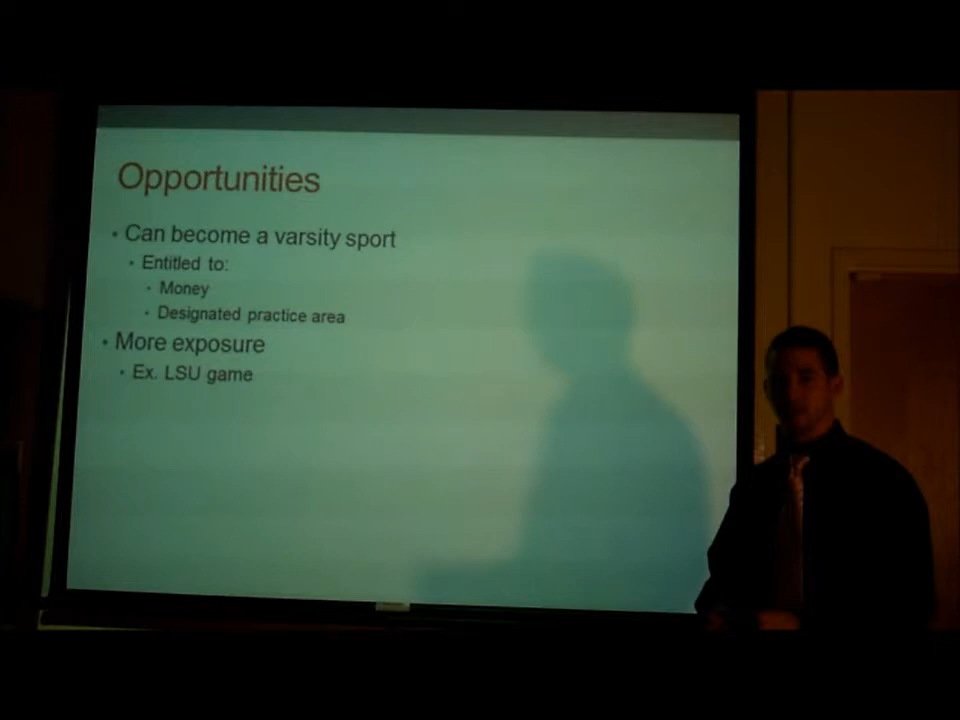 Opportunities
• Can become a varsity sport
• Entitled to:
• Money
• Designated practice area
• More exposure
• Ex. LSU game